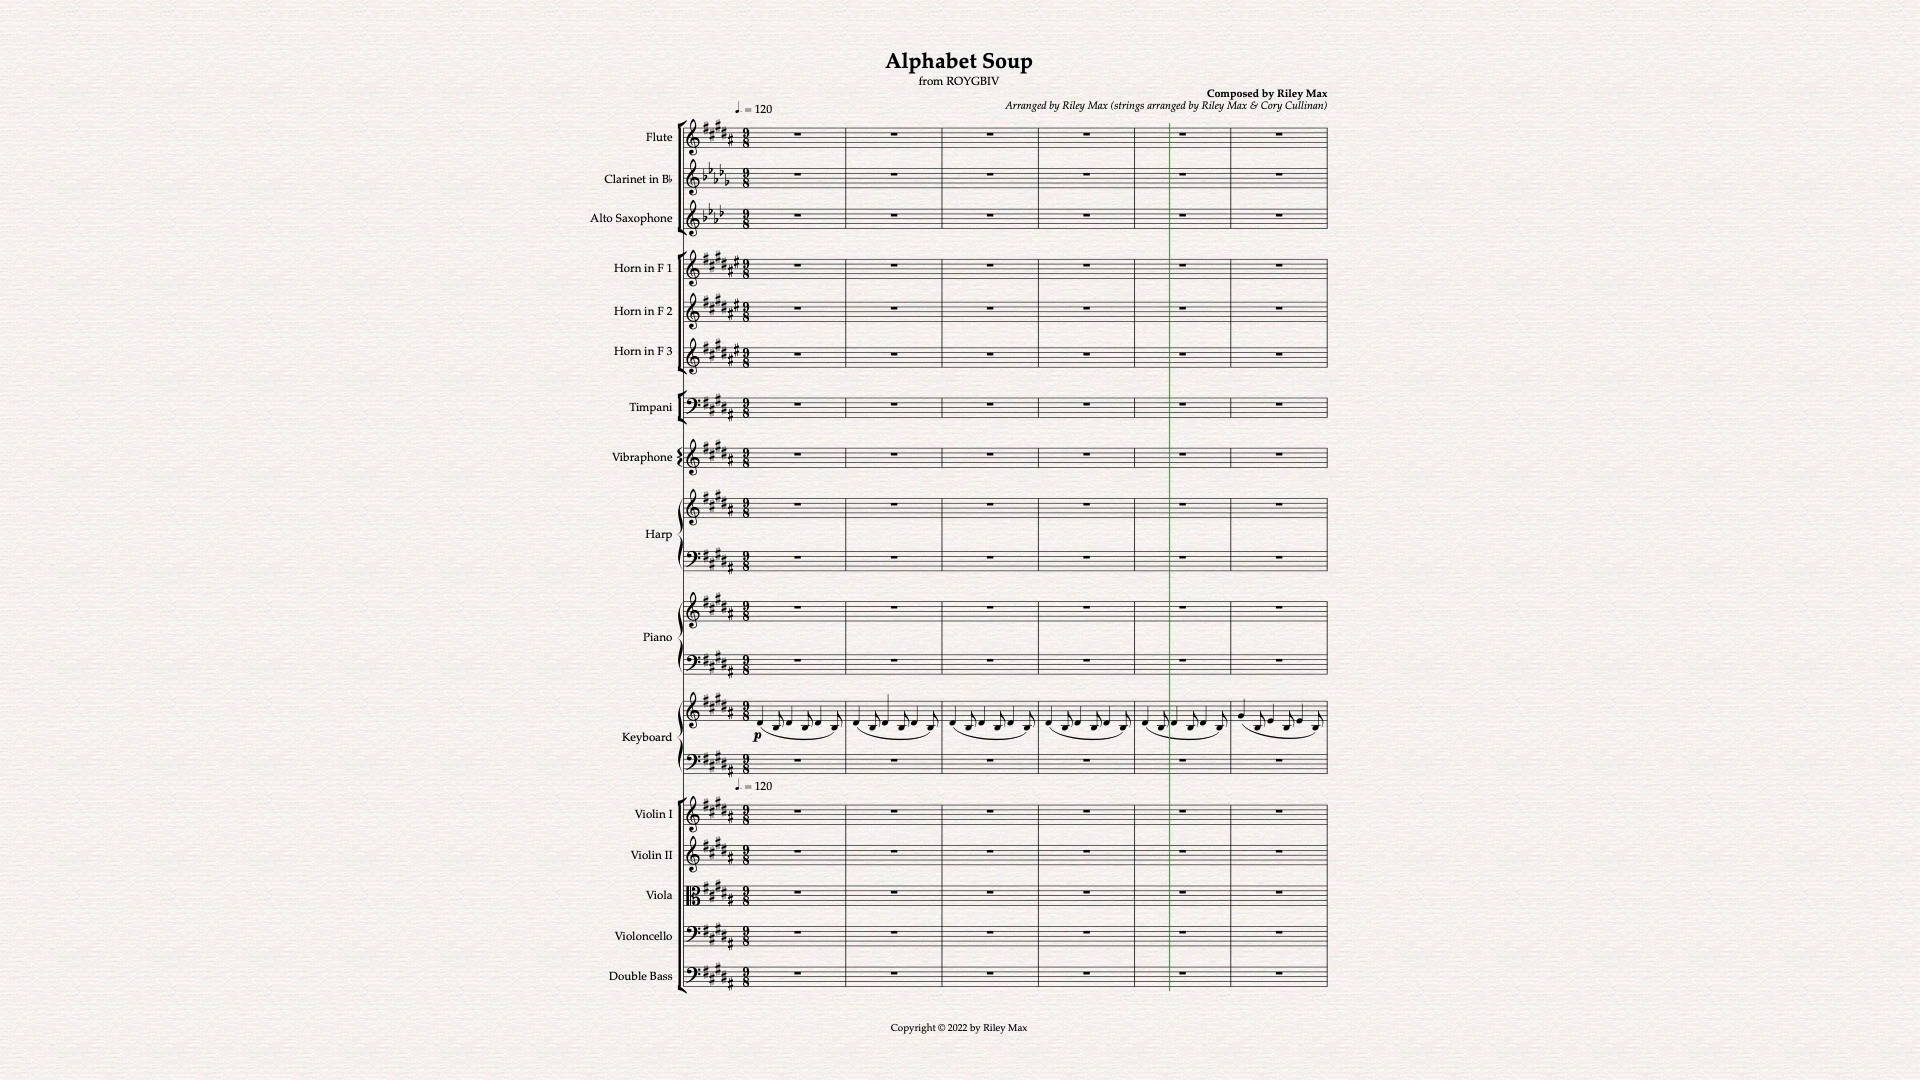 Alphabet Soup
from ROYGBIV
Composed by Riley Max
Arranged by Riley Max (strings arranged by Riley Max & Cory Cullinan)
♩. = 120
Flute
Clarinet in B♭
Alto Saxophone
Horn in F 1
Horn in F 2
Horn in F 3
Timpani
Vibraphone
Harp
Piano
Keyboard
p
♩. = 120
Violin I
Violin II
Viola
Violoncello
Double Bass
Copyright © 2022 by Riley Max